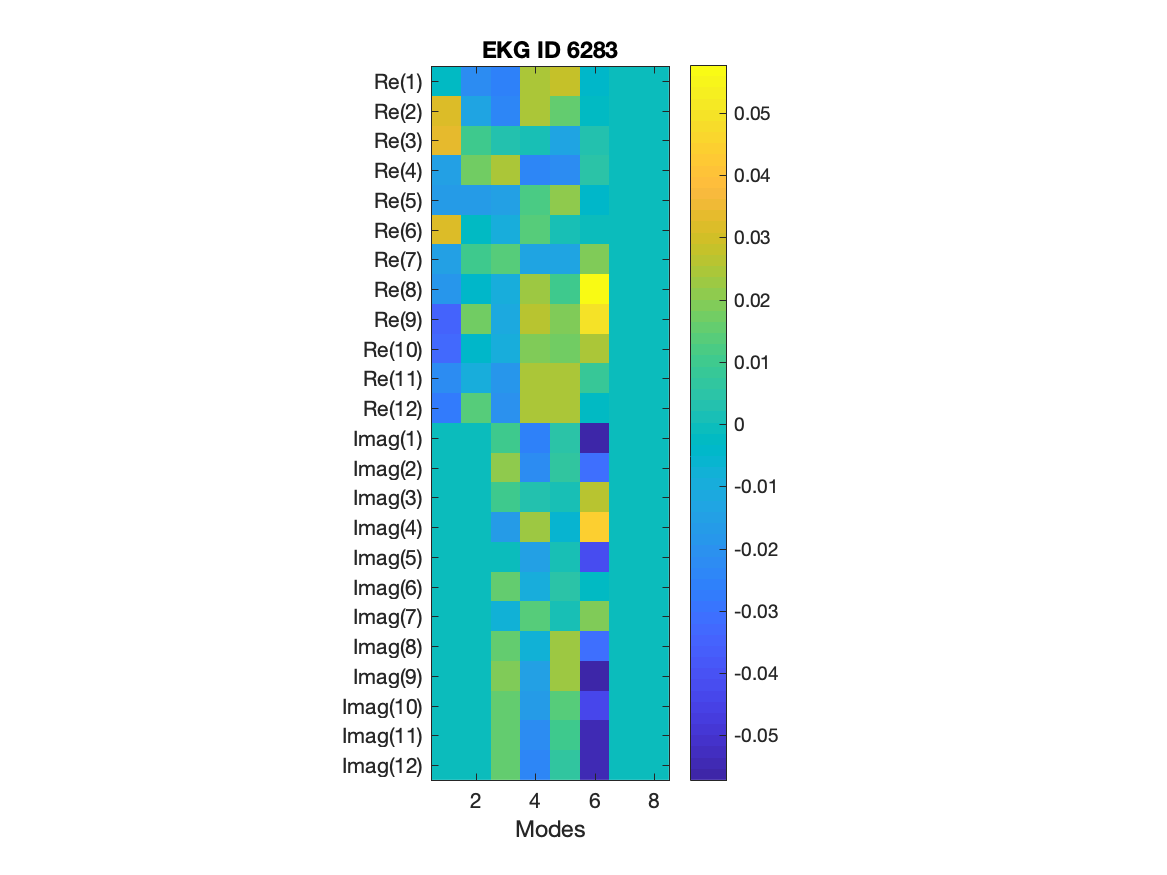 EKG ID 6283
Re(1)
Re(2)
Re(3)
Re(4)
Re(5)
Re(6)
Re(7)
Re(8)
Re(9)
Re(10)
Re(11)
Re(12)
Imag(1)
Imag(2)
Imag(3)
Imag(4)
Imag(5)
Imag(6)
Imag(7)
Imag(8)
Imag(9)
Imag(10)
Imag(11)
Imag(12)
2 4 6 8
Modes
0.05
0.04
0.03
0.02
0.01
0
-0.01
-0.02
-0.03
-0.04
-0.05